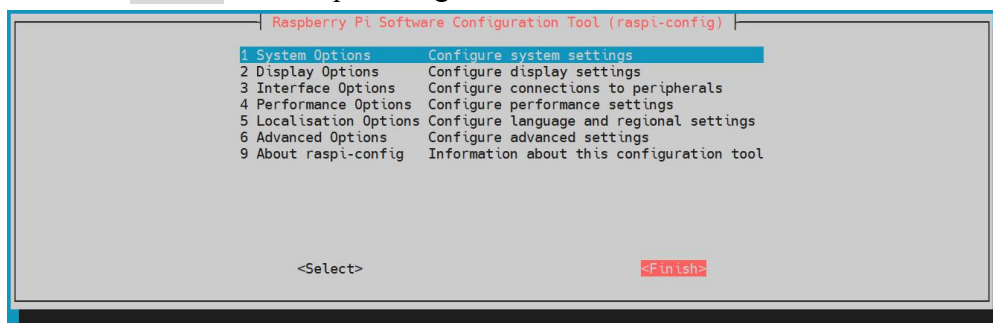 Raspberry Pi Software Configuration Tool (raspi-config)
1 System Options Configure system settings
2 Display Options Configure display settings
3 Interface Options Configure connections to peripherals
4 Performance Options Configure performance settings
5 Localisation Options Configure language and regional settings
6 Advanced Options Configure advanced settings
9 About raspi-config Information about this configuration tool
<Select> <Finish>